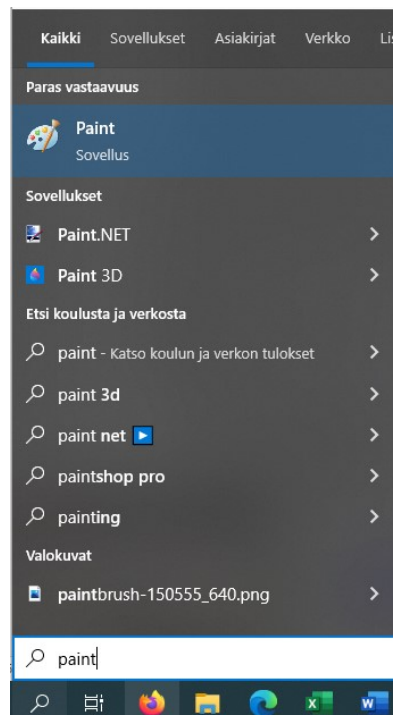 Kaikki Sovellukset Asiakirjat Verkko
Paras vastaavuus
Paint
Sovellus
Sovellukset
Paint.NET
Paint 3D
Etsi koulusta ja verkosta
paint - Katso koulun ja verkon tulokset
paint 3d
paint net
paintshop pro
painting
Valokuvat
paintbrush-150555_640.png
paint